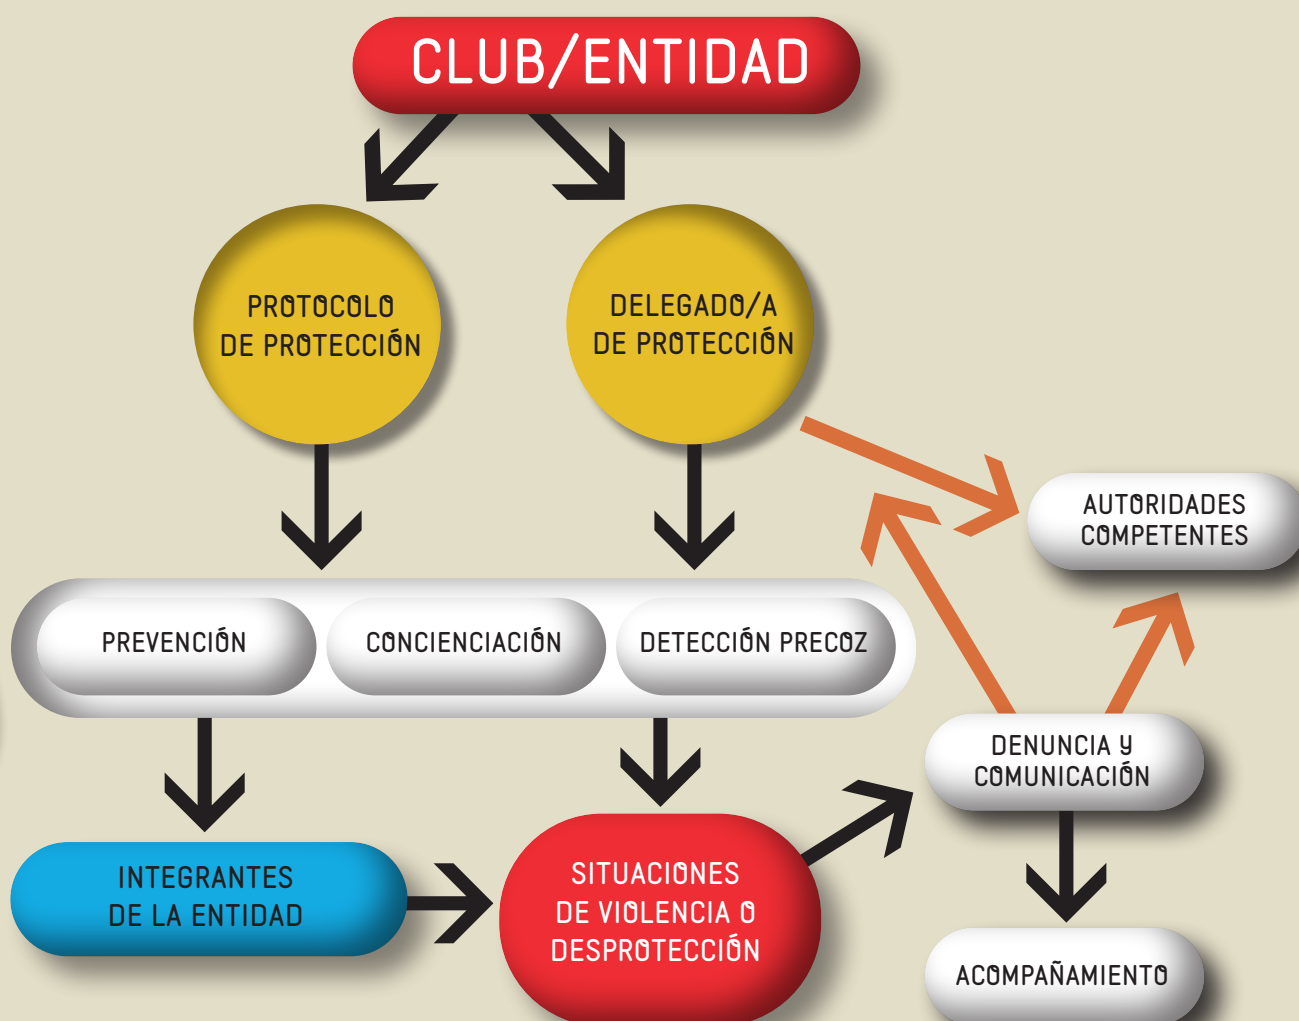 CLUB/ENTIDAD
PROTOCOLO
DE PROTECCIÓN
DELEGADO/A
DE PROTECCIÓN
AUTORIDADES
COMPETENTES
PREVENCIÓN
CONCIENCIACIÓN
DETECCIÓN PRECOZ
DENUNCIA Y
COMUNICACIÓN
INTEGRANTES
DE LA ENTIDAD
SITUACIONES
DE VIOLENCIA O
DESPROTECCIÓN
ACOMPAÑAMIENTO